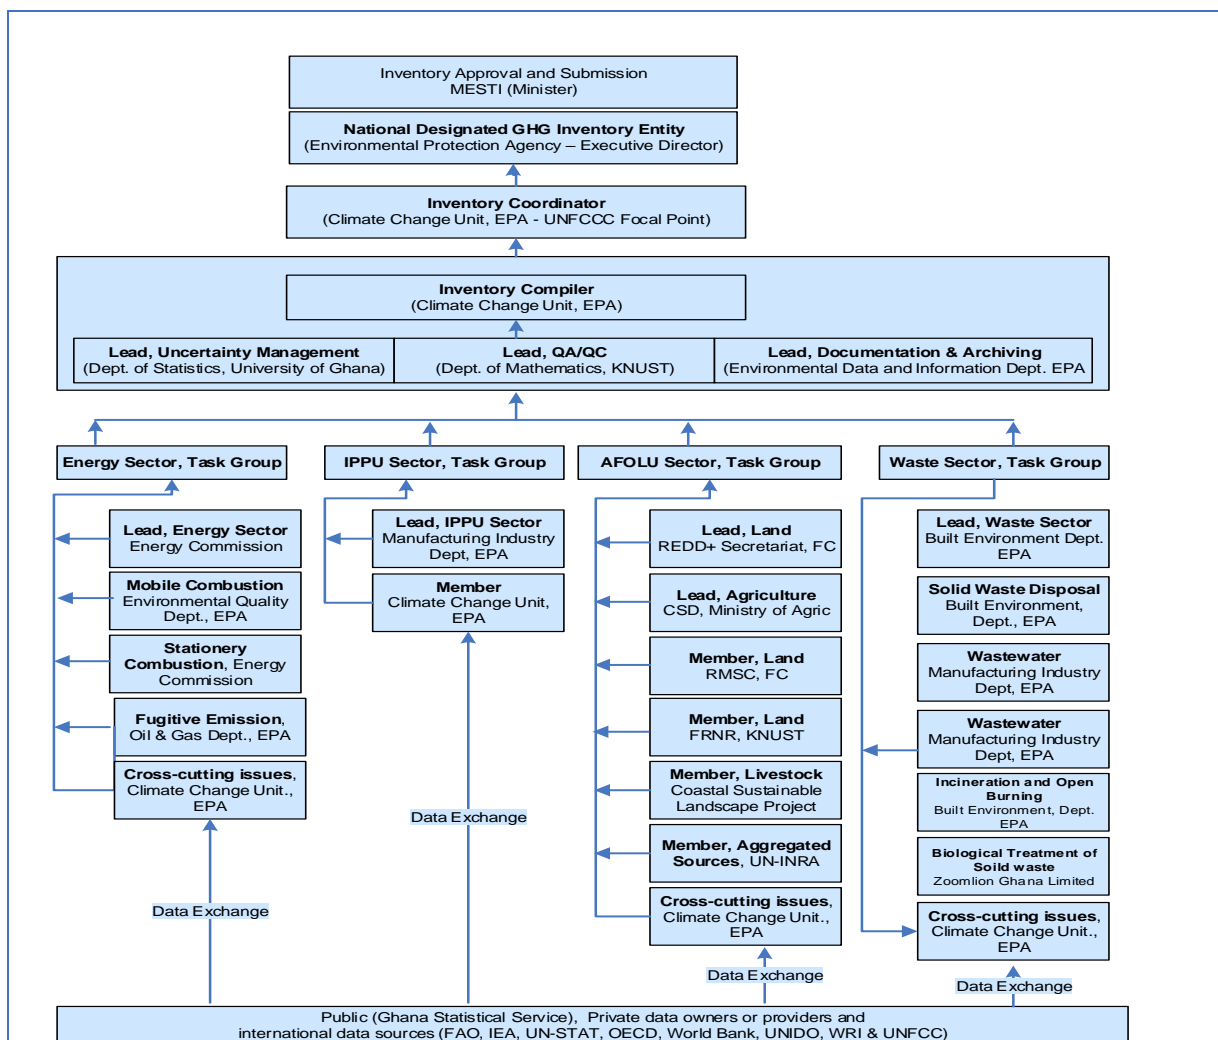 Inventory Approval and Submission
MESTI (Minister)
National Designated GHG Inventory Entity
(Environmental Protection Agency – Executive Director)
Inventory Coordinator
(Climate Change Unit, EPA - UNFCCC Focal Point)
Inventory Compiler
(Climate Change Unit, EPA)
Lead, Uncertainty Management
(Dept. of Statistics, University of Ghana)
Lead, QA/QC
(Dept. of Mathematics, KNUST)
Lead, Documentation & Archiving
(Environmental Data and Information Dept. EPA
Energy Sector, Task Group
IPPU Sector, Task Group
AFOLU Sector, Task Group
Waste Sector, Task Group
Lead, Energy Sector
Energy Commission
Mobile Combustion
Environmental Quality
Dept., EPA
Stationery
Combustion, Energy
Commission
Fugitive Emission,
Oil & Gas Dept., EPA
Cross-cutting issues,
Climate Change Unit.,
EPA
Data Exchange
Lead, IPPU Sector
Manufacturing Industry
Dept, EPA
Member
Climate Change Unit,
EPA
Data Exchange
Lead, Land
REDD+ Secretariat, FC
Lead, Agriculture
CSD, Ministry of Agric
Member, Land
RMSC, FC
Member, Land
FRNR, KNUST
Member, Livestock
Coastal Sustainable
Landscape Project
Member, Aggregated
Sources, UN-INRA
Cross-cutting issues,
Climate Change Unit.,
EPA
Data Exchange
Lead, Waste Sector
Built Environment Dept.
EPA
Solid Waste Disposal
Built Environment,
Dept., EPA
Wastewater
Manufacturing Industry
Dept, EPA
Wastewater
Manufacturing Industry
Dept, EPA
Incineration and Open
Burning
Built Environment, Dept.
EPA
Biological Treatment of
Soild waste
Zoomlion Ghana Limited
Cross-cutting issues,
Climate Change Unit.,
EPA
Data Exchange
Public (Ghana Statistical Service), Private data owners or providers and
international data sources (FAO, IEA, UN-STAT, OECD, World Bank, UNIDO, WRI & UNFCC)